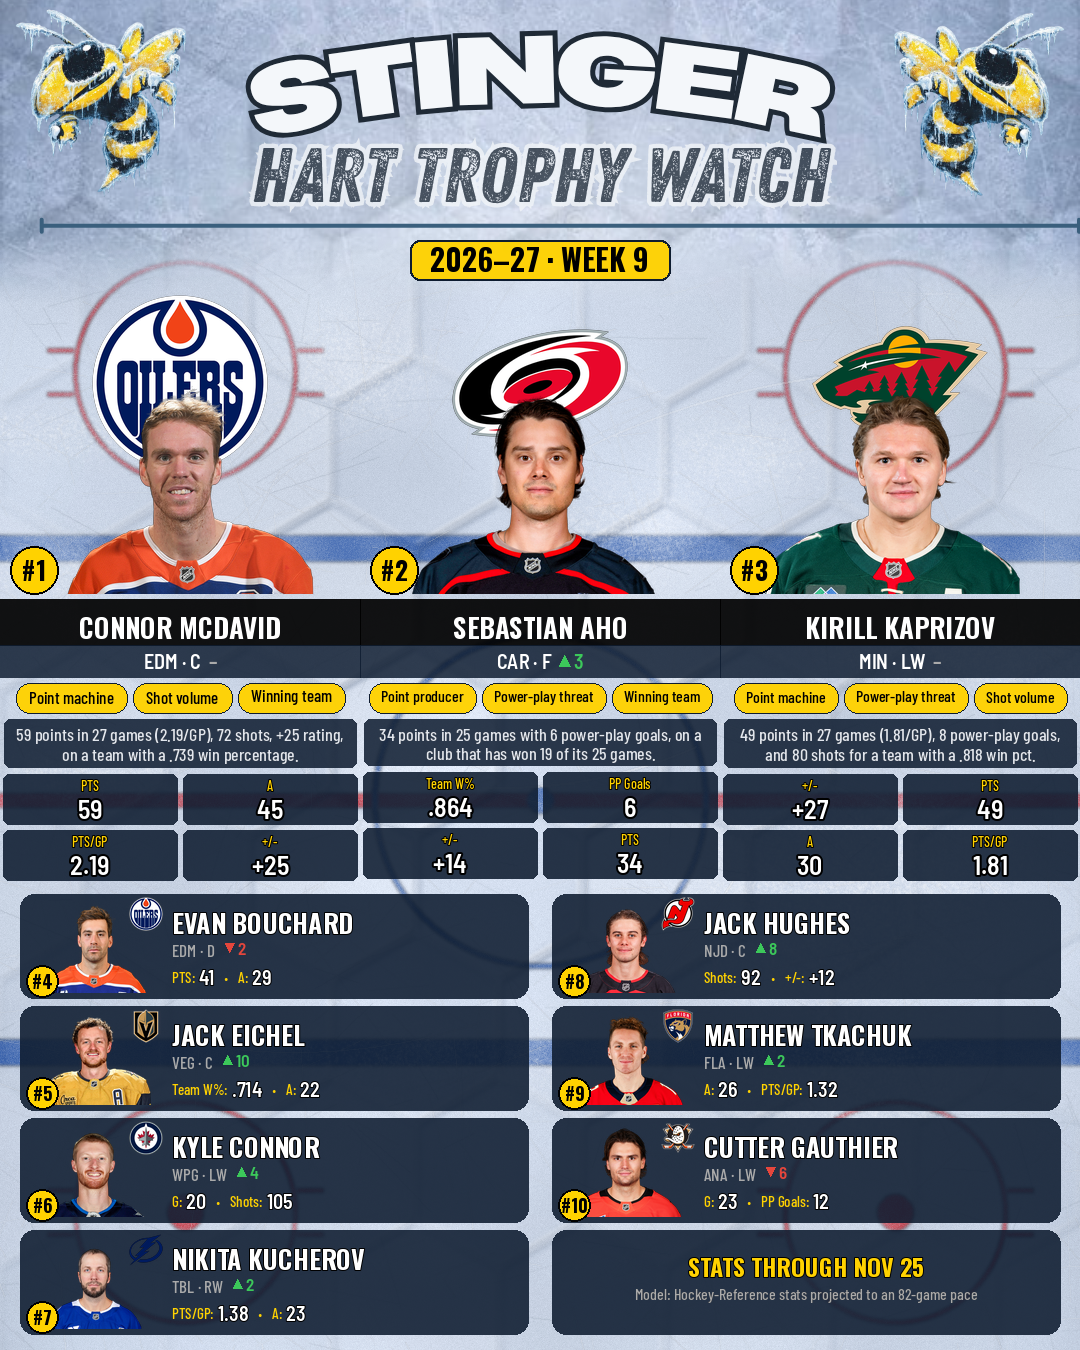 STINGER
HART TROPHY WATCH
2026–27 · WEEK 9
OILERS
#1
#2
#3
CONNOR MCDAVID
SEBASTIAN AHO
KIRILL KAPRIZOV
EDM · C –
CAR · F ▲3
MIN · LW –
Point machine
Shot volume
Winning team
Point producer
Power-play threat
Winning team
Point machine
Power-play threat
Shot volume
59 points in 27 games (2.19/GP), 72 shots, +25 rating,
on a team with a .739 win percentage.
34 points in 25 games with 6 power-play goals, on a
club that has won 19 of its 25 games.
49 points in 27 games (1.81/GP), 8 power-play goals,
and 80 shots for a team with a .818 win pct.
PTS
59
A
45
Team W%
.864
PP Goals
6
+/-
+27
PTS
49
PTS/GP
2.19
+/-
+25
+/-
+14
PTS
34
A
30
PTS/GP
1.81
EVAN BOUCHARD
EDM · D ▼2
PTS: 41 · A: 29
#4
JACK EICHEL
VEG · C ▲10
Team W%: .714 · A: 22
#5
KYLE CONNOR
WPG · LW ▲4
G: 20 · Shots: 105
#6
NIKITA KUCHEROV
TBL · RW ▲2
PTS/GP: 1.38 · A: 23
#7
JACK HUGHES
NJD · C ▲8
Shots: 92 · +/-: +12
#8
MATTHEW TKACHUK
FLA · LW ▲2
A: 26 · PTS/GP: 1.32
#9
CUTTER GAUTHIER
ANA · LW ▼6
G: 23 · PP Goals: 12
#10
STATS THROUGH NOV 25
Model: Hockey-Reference stats projected to an 82-game pace